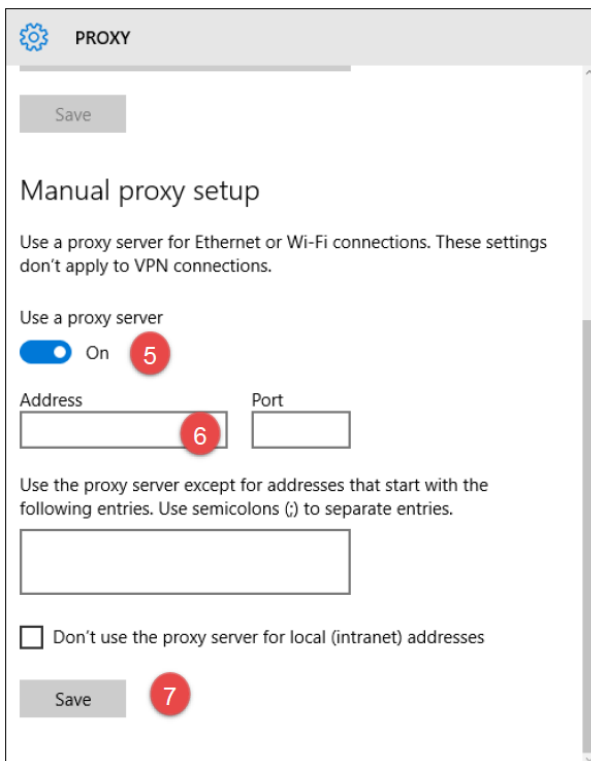 PROXY
Save
Manual proxy setup
Use a proxy server for Ethernet or Wi-Fi connections. These settings
don't apply to VPN connections.
Use a proxy server
On 5
Address Port
6
Use the proxy server except for addresses that start with the
following entries. Use semicolons (;) to separate entries.
Don't use the proxy server for local (intranet) addresses
Save 7